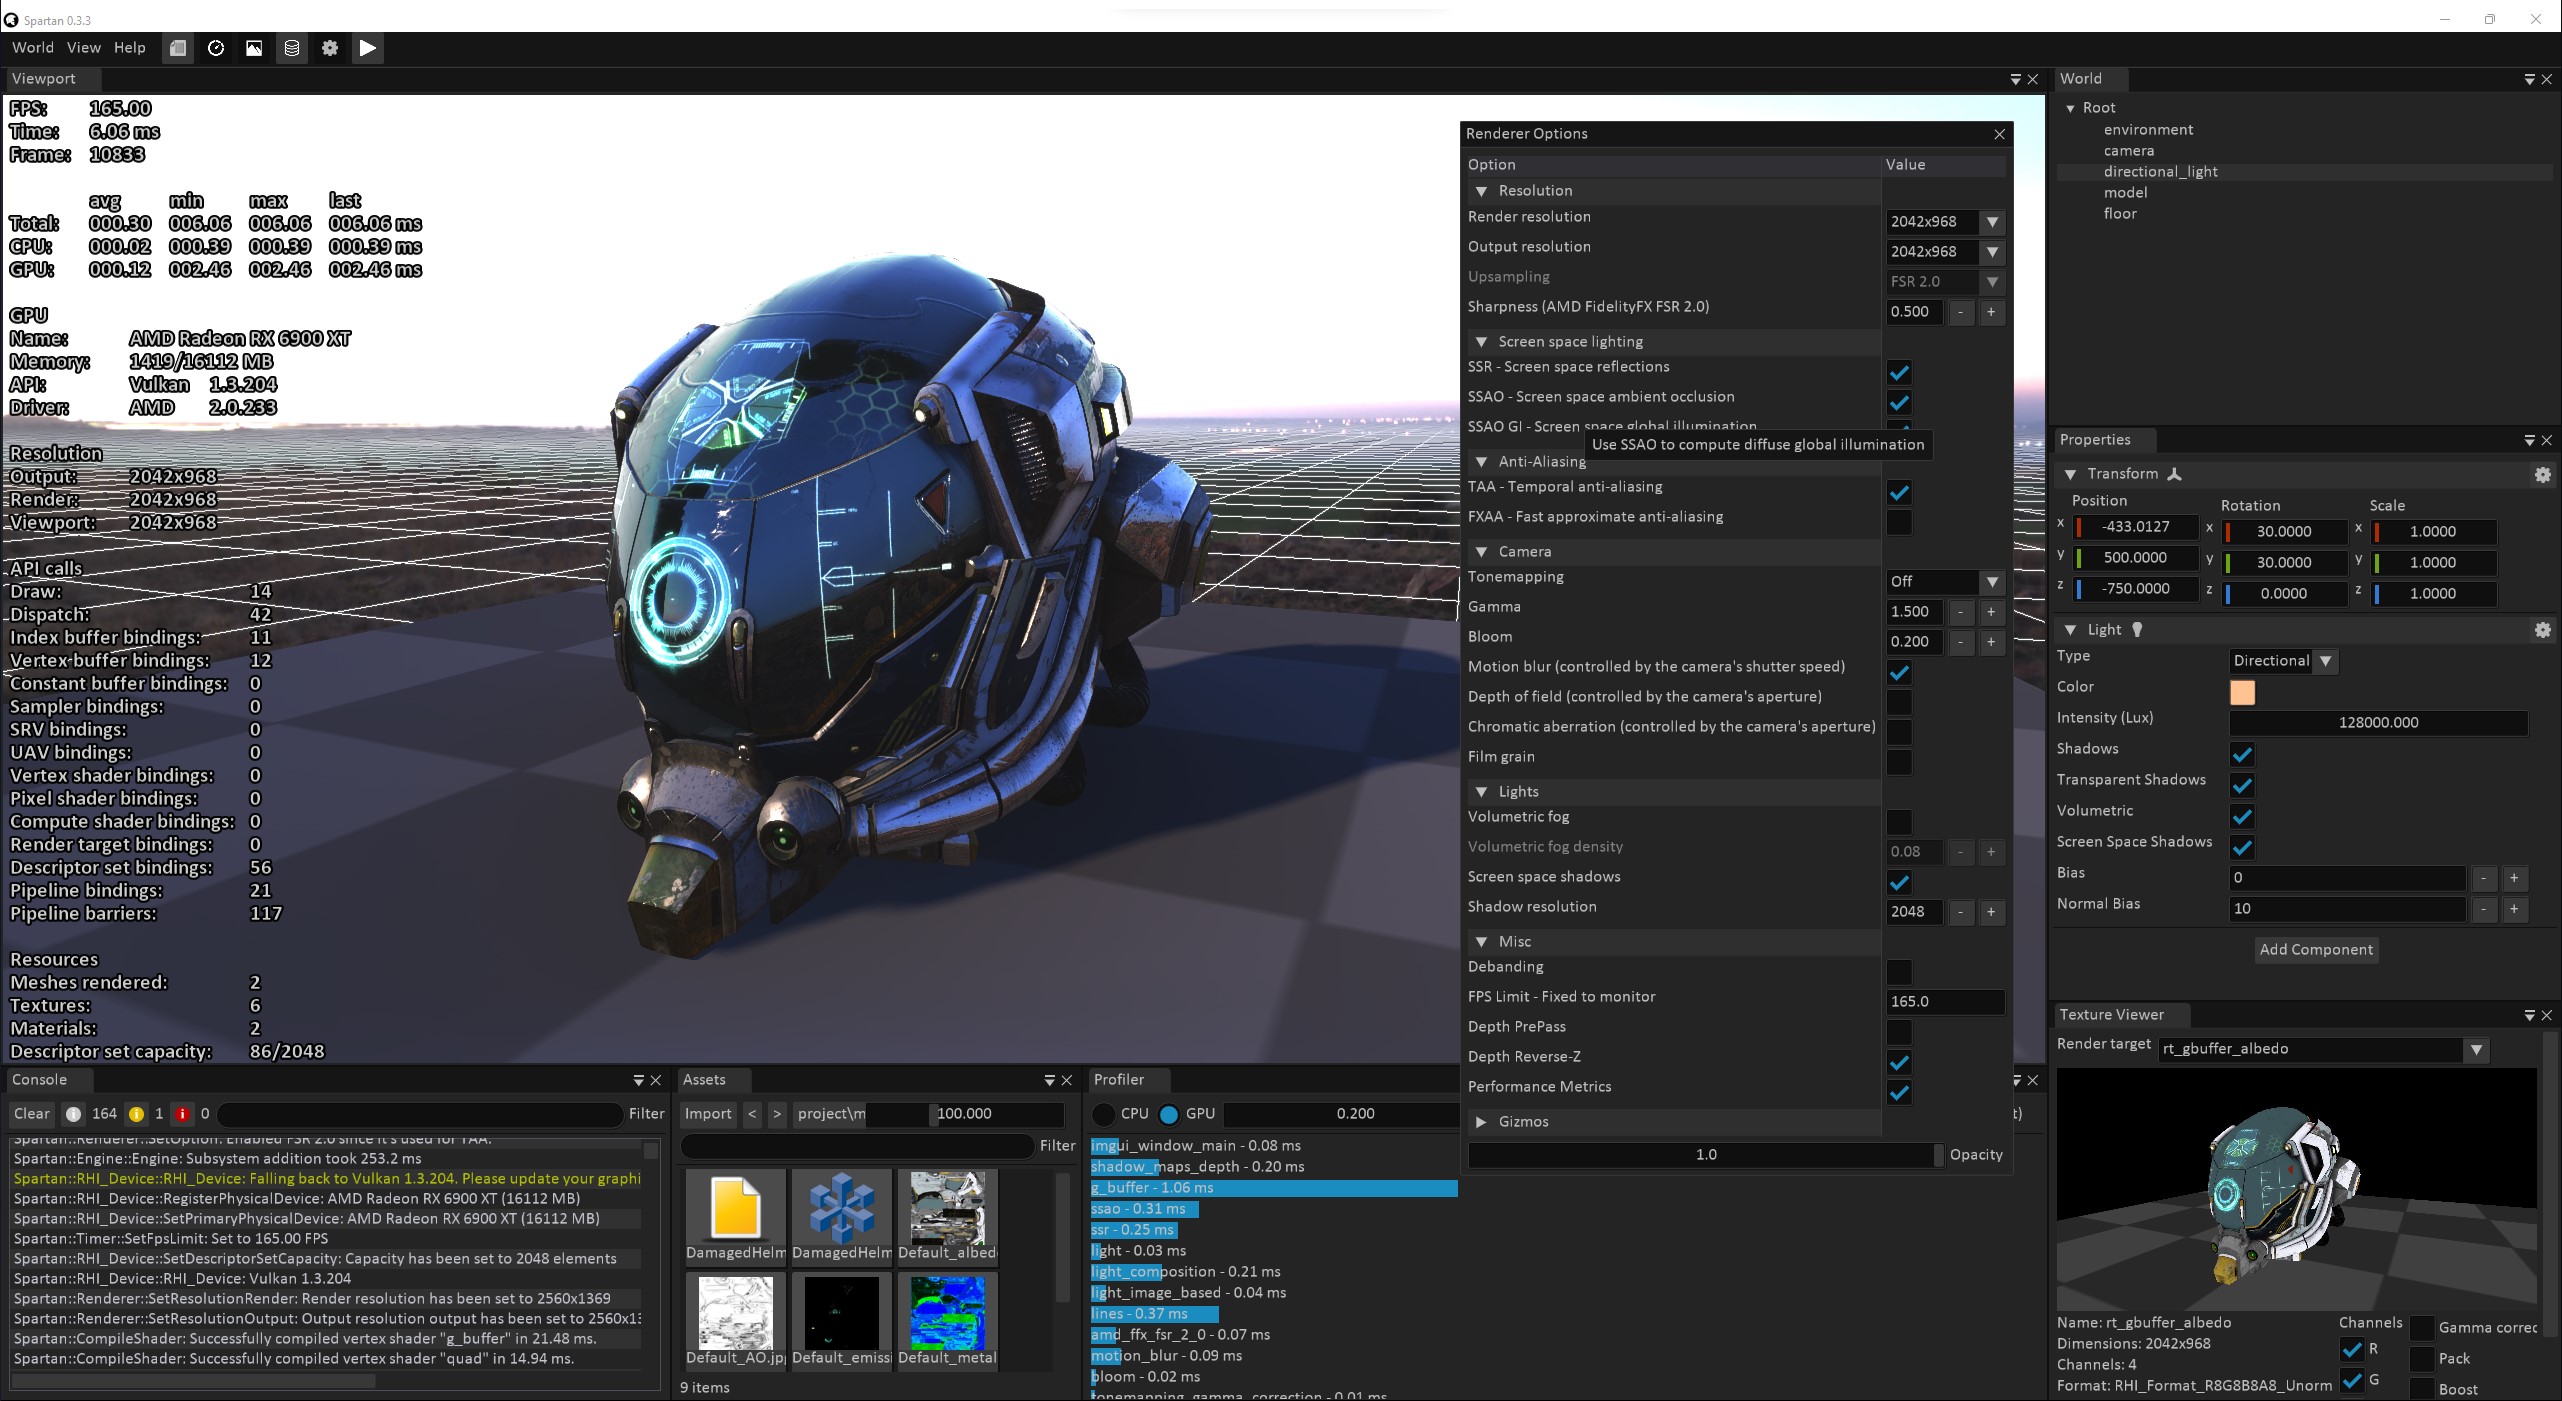 Spartan 0.3.3
World View Help
Viewport
FPS: 165.00
Time: 6.06 ms
Frame: 10833
avg min max last
Total: 000.30 006.06 006.06 006.06 ms
CPU: 000.02 000.39 000.39 000.39 ms
GPU: 000.12 002.46 002.46 002.46 ms
GPU
Name: AMD Radeon RX 6900 XT
Memory: 1419/16112 MB
API: Vulkan 1.3.204
Driver: AMD 2.0.233
Resolution
Output: 2042x968
Render: 2042x968
Viewport: 2042x968
API calls
Draw: 14
Dispatch: 42
Index buffer bindings: 11
Vertex buffer bindings: 12
Constant buffer bindings: 0
Sampler bindings: 0
SRV bindings: 0
UAV bindings: 0
Vertex shader bindings: 0
Pixel shader bindings: 0
Compute shader bindings: 0
Render target bindings: 0
Descriptor set bindings: 56
Pipeline bindings: 21
Pipeline barriers: 117
Resources
Meshes rendered: 2
Textures: 6
Materials: 2
Descriptor set capacity: 86/2048
Renderer Options
Option Value
Resolution
Render resolution 2042x968
Output resolution 2042x968
Upsampling FSR 2.0
Sharpness (AMD FidelityFX FSR 2.0) 0.500 - +
Screen space lighting
SSR - Screen space reflections
SSAO - Screen space ambient occlusion
SSAO GI - Screen space global illumination
Use SSAO to compute diffuse global illumination
Anti-Aliasing
TAA - Temporal anti-aliasing
FXAA - Fast approximate anti-aliasing
Camera
Tonemapping Off
Gamma 1.500 - +
Bloom 0.200 - +
Motion blur (controlled by the camera's shutter speed)
Depth of field (controlled by the camera's aperture)
Chromatic aberration (controlled by the camera's aperture)
Film grain
Lights
Volumetric fog
Volumetric fog density 0.08 - +
Screen space shadows
Shadow resolution 2048 - +
Misc
Debanding
FPS Limit - Fixed to monitor 165.0
Depth PrePass
Depth Reverse-Z
Performance Metrics
Gizmos
1.0 Opacity
World
Root
environment
camera
directional_light
model
floor
Properties
Transform
Position Rotation Scale
x -433.0127 x 30.0000 x 1.0000
y 500.0000 y 30.0000 y 1.0000
z -750.0000 z 0.0000 z 1.0000
Light
Type Directional
Color
Intensity (Lux) 128000.000
Shadows
Transparent Shadows
Volumetric
Screen Space Shadows
Bias 0 - +
Normal Bias 10 - +
Add Component
Texture Viewer
Render target rt_gbuffer_albedo
Name: rt_gbuffer_albedo
Dimensions: 2042x968
Channels: 4
Format: RHI_Format_R8G8B8A8_Unorm
Channels
R
G
Gamma correc
Pack
Boost
Console
Clear 164 1 0 Filter
Spartan::Renderer::SetOption: Enabled FSR 2.0 since it's used for TAA.
Spartan::Engine::Engine: Subsystem addition took 253.2 ms
Spartan::RHI_Device::RHI_Device: Falling back to Vulkan 1.3.204. Please update your graphi
Spartan::RHI_Device::RegisterPhysicalDevice: AMD Radeon RX 6900 XT (16112 MB)
Spartan::RHI_Device::SetPrimaryPhysicalDevice: AMD Radeon RX 6900 XT (16112 MB)
Spartan::Timer::SetFpsLimit: Set to 165.00 FPS
Spartan::RHI_Device::SetDescriptorSetCapacity: Capacity has been set to 2048 elements
Spartan::RHI_Device::RHI_Device: Vulkan 1.3.204
Spartan::Renderer::SetResolutionRender: Render resolution has been set to 2560x1369
Spartan::Renderer::SetResolutionOutput: Output resolution output has been set to 2560x13
Spartan::CompileShader: Successfully compiled vertex shader "g_buffer" in 21.48 ms.
Spartan::CompileShader: Successfully compiled vertex shader "quad" in 14.94 ms.
Assets
Import < > project\m 100.000
Filter
DamagedHelm DamagedHelm Default_albed
Default_AO.jp Default_emissi Default_metal
9 items
Profiler
CPU GPU 0.200 t)
imgui_window_main - 0.08 ms
shadow_maps_depth - 0.20 ms
g_buffer - 1.06 ms
ssao - 0.31 ms
ssr - 0.25 ms
light - 0.03 ms
light_composition - 0.21 ms
light_image_based - 0.04 ms
lines - 0.37 ms
amd_ffx_fsr_2_0 - 0.07 ms
motion_blur - 0.09 ms
bloom - 0.02 ms
tonemapping_gamma_correction - 0.01 ms